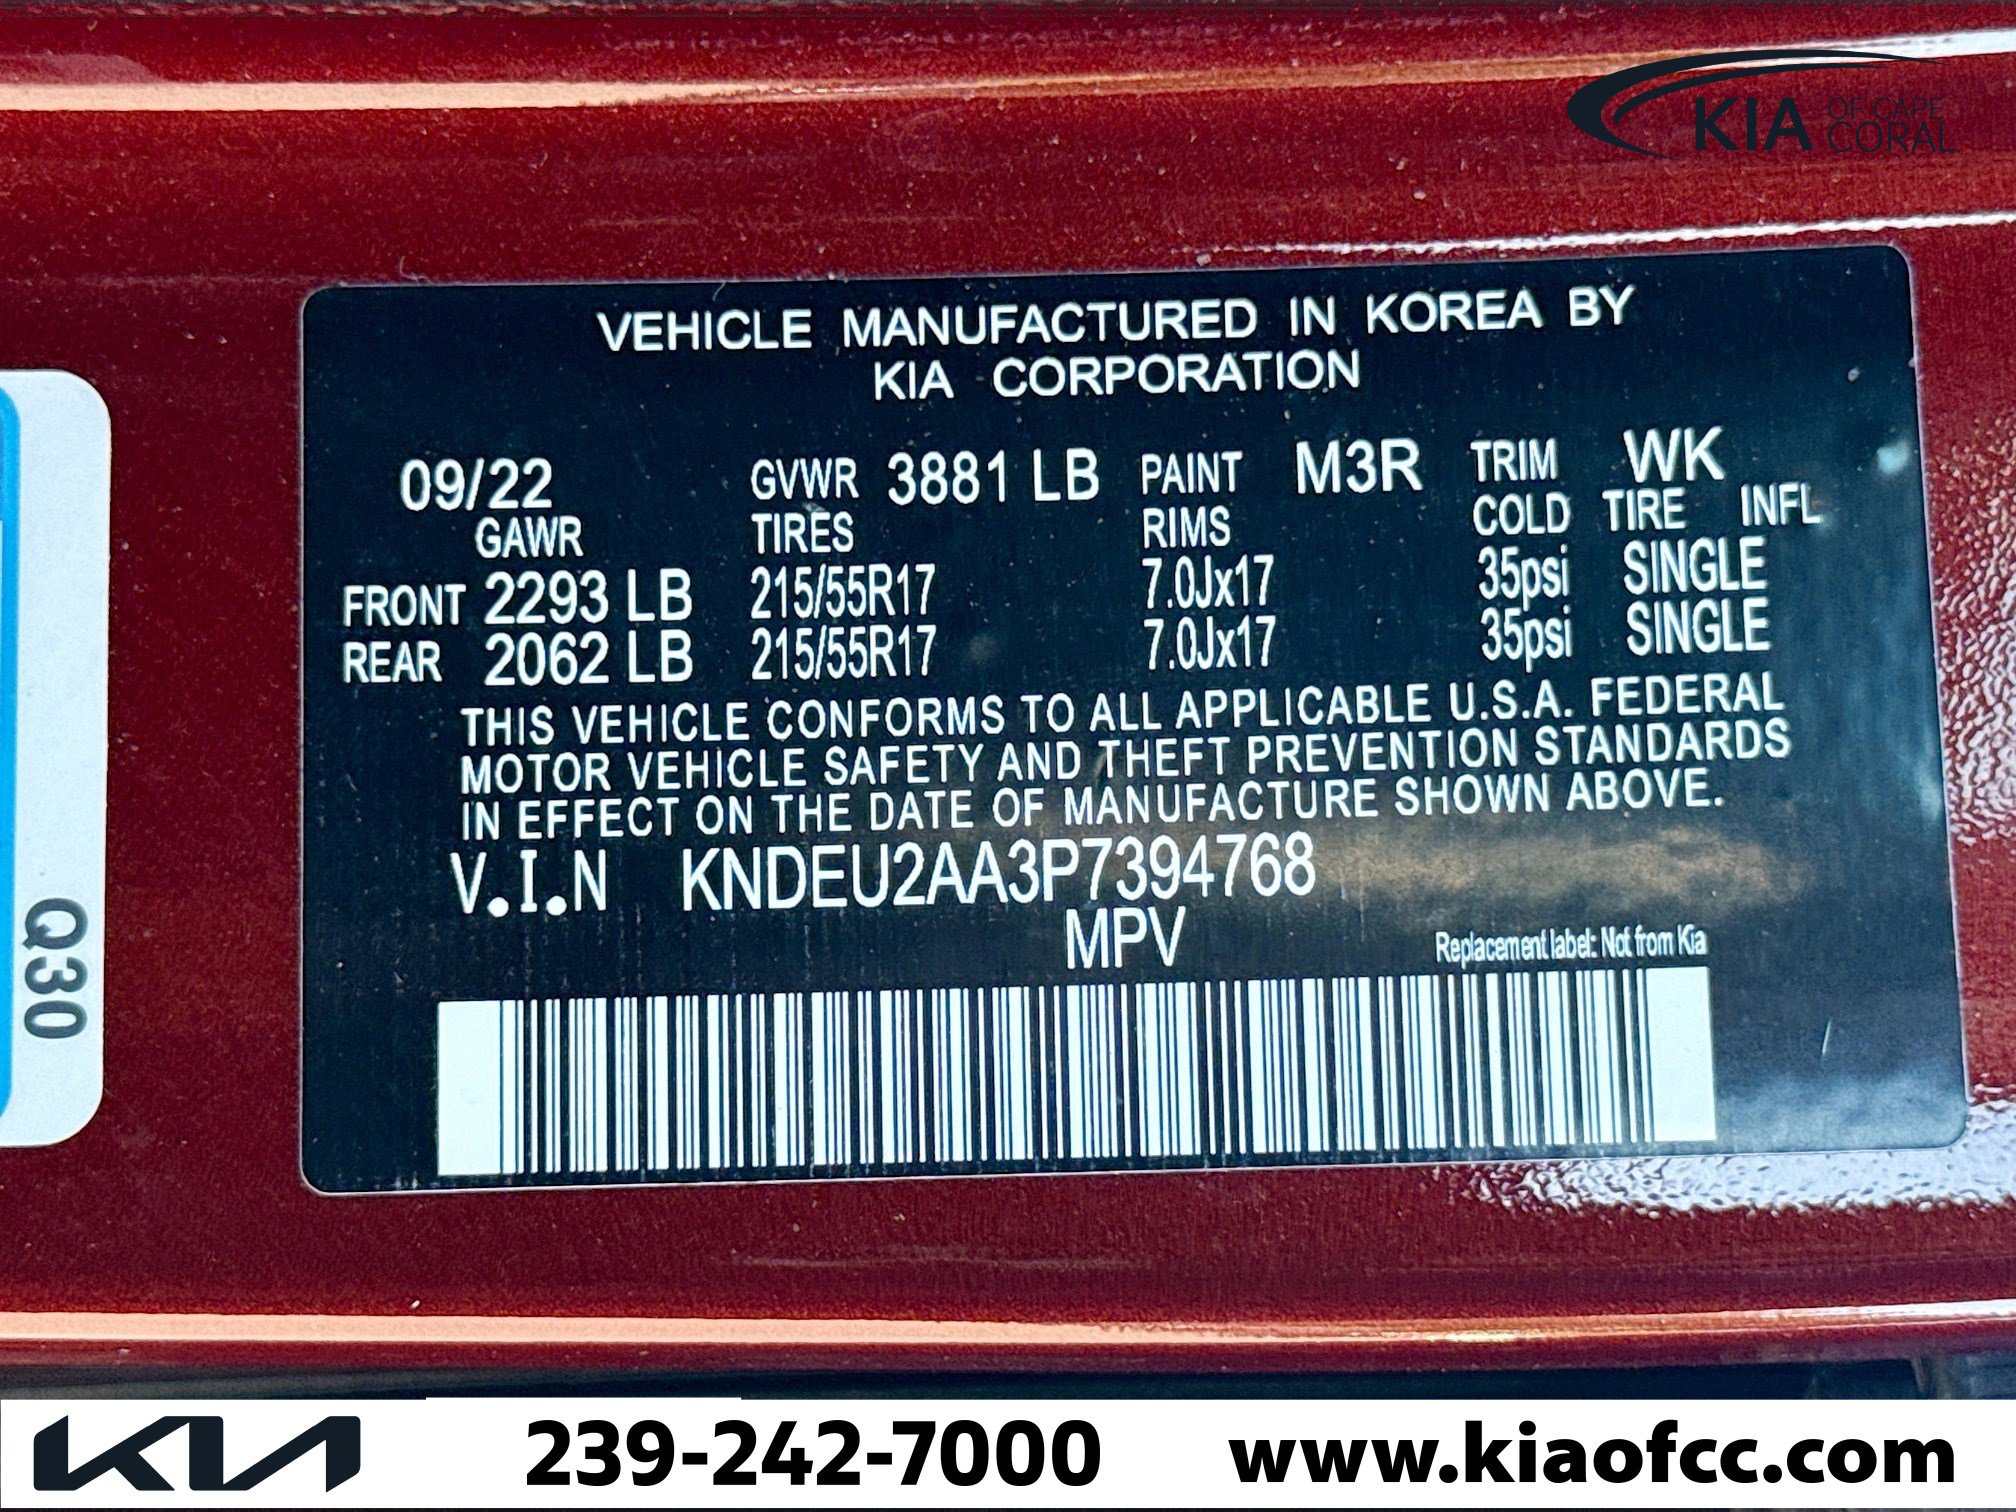 KIA OF CAPE CORAL
VEHICLE MANUFACTURED IN KOREA BY
KIA CORPORATION
09/22 GVWR 3881 LB PAINT M3R TRIM WK
GAWR TIRES RIMS COLD TIRE INFL
FRONT 2293 LB 215/55R17 7.0Jx17 35psi SINGLE
REAR 2062 LB 215/55R17 7.0Jx17 35psi SINGLE
THIS VEHICLE CONFORMS TO ALL APPLICABLE U.S.A. FEDERAL
MOTOR VEHICLE SAFETY AND THEFT PREVENTION STANDARDS
IN EFFECT ON THE DATE OF MANUFACTURE SHOWN ABOVE.
V.I.N KNDEU2AA3P7394768
MPV
Replacement label: Not from Kia
Q30
KIA 239-242-7000 www.kiaofcc.com